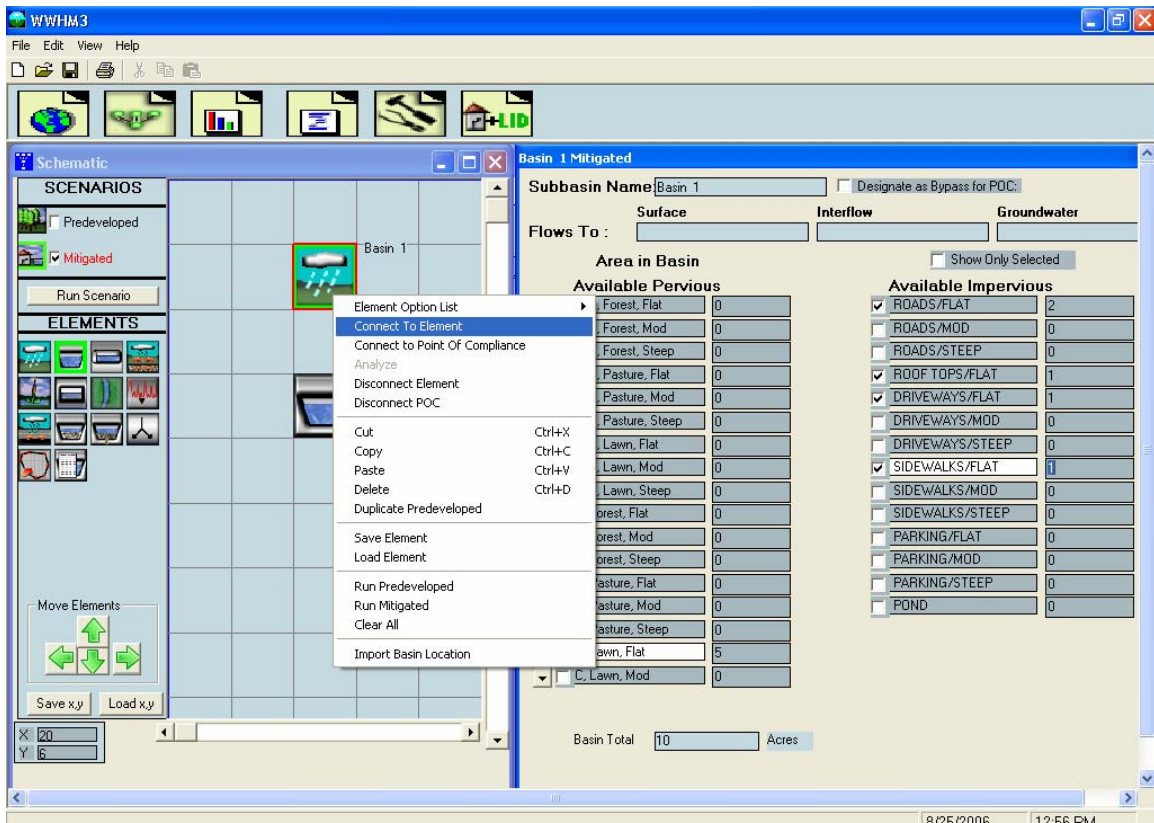 WWHM3
File Edit View Help
+LID
Schematic
SCENARIOS
Predeveloped
Mitigated
Run Scenario
ELEMENTS
Move Elements
Save x,y Load x,y
X 20
Y 6
Basin 1
Element Option List
Connect To Element
Connect to Point Of Compliance
Analyze
Disconnect Element
Disconnect POC
Cut Ctrl+X
Copy Ctrl+C
Paste Ctrl+V
Delete Ctrl+D
Duplicate Predeveloped
Save Element
Load Element
Run Predeveloped
Run Mitigated
Clear All
Import Basin Location
Basin 1 Mitigated
Subbasin Name: Basin 1 Designate as Bypass for POC:
Surface Interflow Groundwater
Flows To :
Area in Basin Show Only Selected
Available Pervious Available Impervious
, Forest, Flat 0 ROADS/FLAT 2
, Forest, Mod 0 ROADS/MOD 0
, Forest, Steep 0 ROADS/STEEP 0
, Pasture, Flat 0 ROOF TOPS/FLAT 1
, Pasture, Mod 0 DRIVEWAYS/FLAT 1
, Pasture, Steep 0 DRIVEWAYS/MOD 0
, Lawn, Flat 0 DRIVEWAYS/STEEP 0
, Lawn, Mod 0 SIDEWALKS/FLAT 1
, Lawn, Steep 0 SIDEWALKS/MOD 0
orest, Flat 0 SIDEWALKS/STEEP 0
orest, Mod 0 PARKING/FLAT 0
orest, Steep 0 PARKING/MOD 0
asture, Flat 0 PARKING/STEEP 0
asture, Mod 0 POND 0
asture, Steep 0
awn, Flat 5
C, Lawn, Mod 0
Basin Total 10 Acres
8/25/2006 12:56 PM